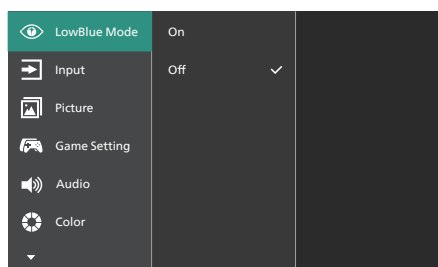 LowBlue Mode
On
Input
Off
Picture
Game Setting
Audio
Color